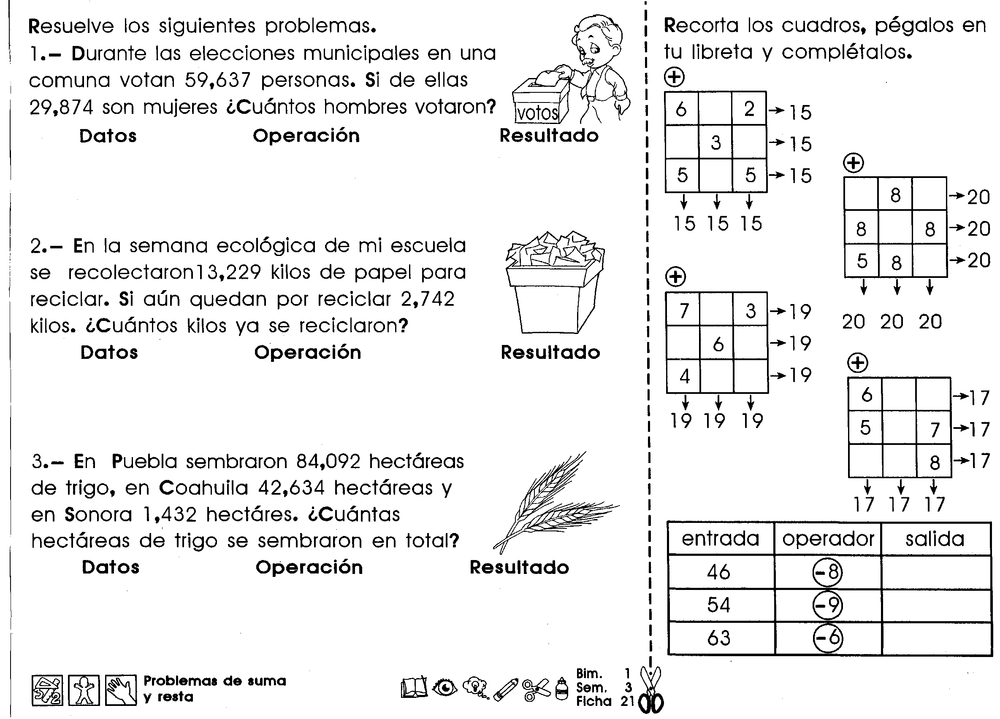 Resuelve los siguientes problemas.
1.– Durante las elecciones municipales en una
comuna votan 59,637 personas. Si de ellas
29,874 son mujeres ¿Cuántos hombres votaron?
votos
Datos Operación Resultado
2.– En la semana ecológica de mi escuela
se recolectaron13,229 kilos de papel para
reciclar. Si aún quedan por reciclar 2,742
kilos. ¿Cuántos kilos ya se reciclaron?
Datos Operación Resultado
3.– En Puebla sembraron 84,092 hectáreas
de trigo, en Coahuila 42,634 hectáreas y
en Sonora 1,432 hectáres. ¿Cuántas
hectáreas de trigo se sembraron en total?
Datos Operación Resultado
Recorta los cuadros, pégalos en
tu libreta y complétalos.
+
6 2 → 15
3 → 15
5 5 → 15
↓ ↓ ↓
15 15 15
+
8 → 20
8 8 → 20
5 8 → 20
↓ ↓ ↓
20 20 20
+
7 3 → 19
6 → 19
4 → 19
↓ ↓ ↓
19 19 19
+
6 → 17
5 7 → 17
8 → 17
↓ ↓ ↓
17 17 17
entrada operador salida
46 –8
54 –9
63 –6
Problemas de suma
y resta
Bim. 1
Sem. 3
Ficha 21